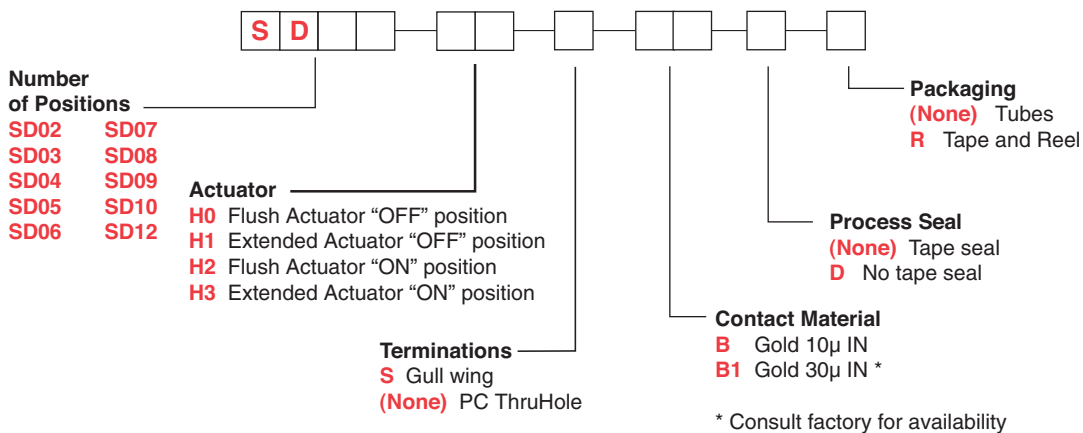 S D
Number
of Positions
SD02 SD07
SD03 SD08
SD04 SD09
SD05 SD10
SD06 SD12
Actuator
H0 Flush Actuator “OFF” position
H1 Extended Actuator “OFF” position
H2 Flush Actuator “ON” position
H3 Extended Actuator “ON” position
Terminations
S Gull wing
(None) PC ThruHole
Contact Material
B Gold 10µ IN
B1 Gold 30µ IN *
* Consult factory for availability
Process Seal
(None) Tape seal
D No tape seal
Packaging
(None) Tubes
R Tape and Reel